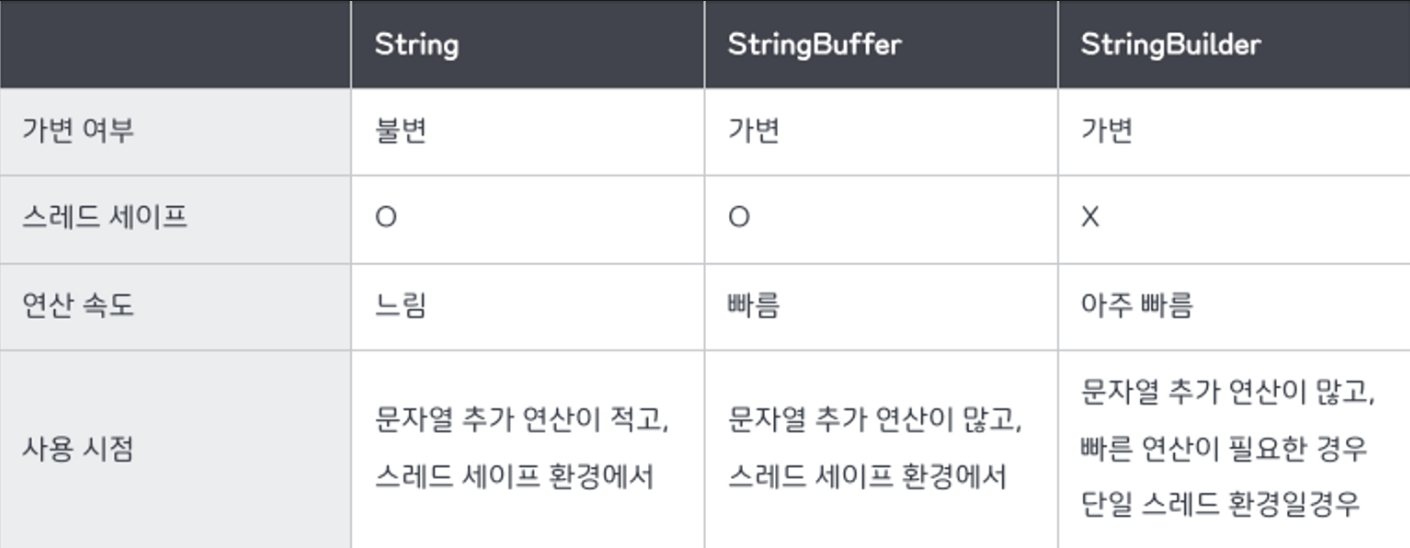 String StringBuffer StringBuilder
가변 여부 불변 가변 가변
스레드 세이프 O O X
연산 속도 느림 빠름 아주 빠름
사용 시점
문자열 추가 연산이 적고,
스레드 세이프 환경에서
문자열 추가 연산이 많고,
스레드 세이프 환경에서
문자열 추가 연산이 많고,
빠른 연산이 필요한 경우
단일 스레드 환경일경우